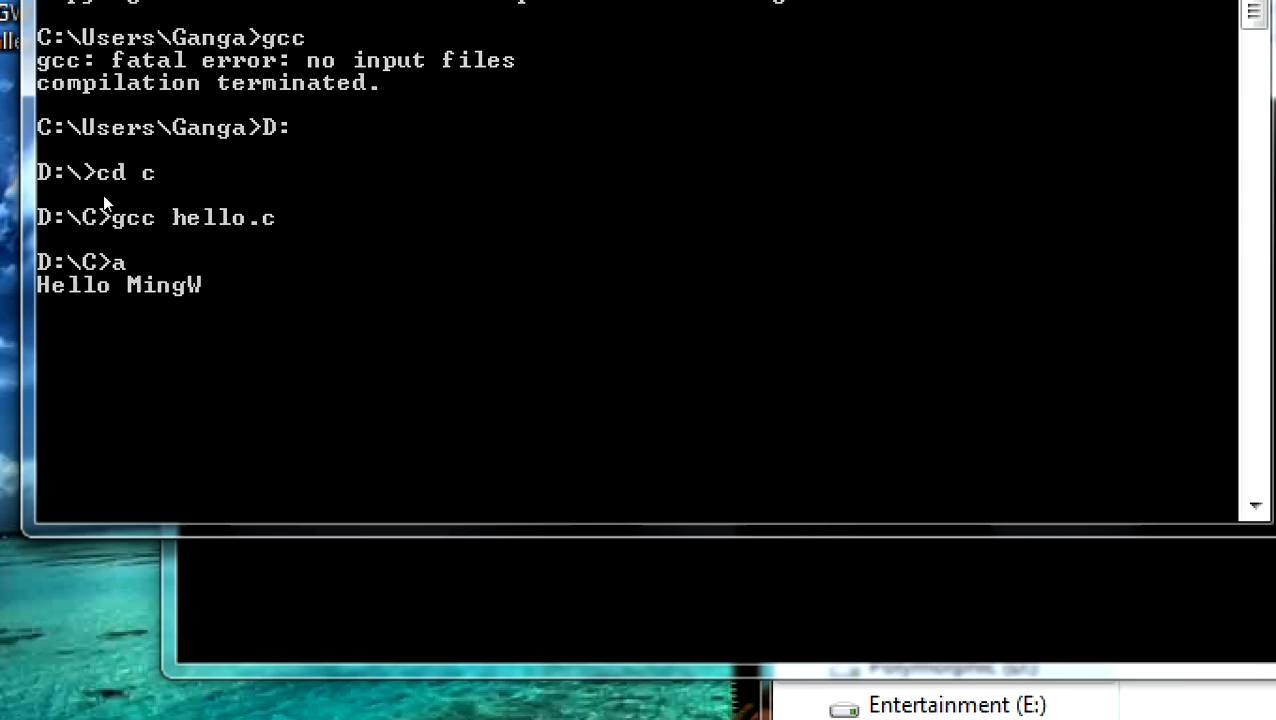 C:\Users\Ganga>gcc
gcc: fatal error: no input files
compilation terminated.
C:\Users\Ganga>D:
D:\>cd c
D:\C>gcc hello.c
D:\C>a
Hello MingW
Entertainment (E:)